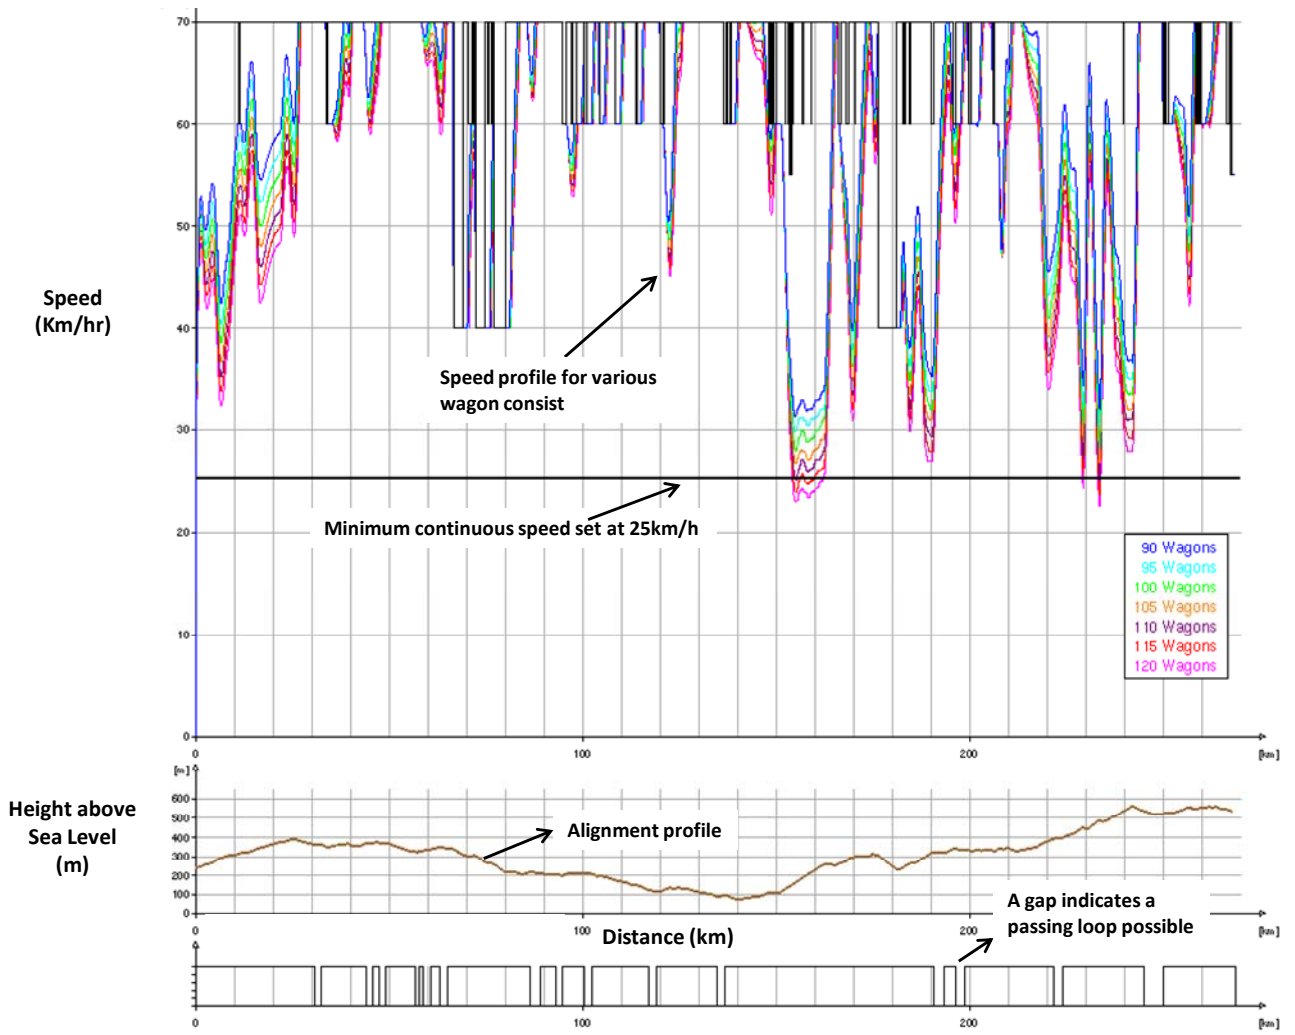 70
60
50
40
30
20
10
0
Speed
(Km/hr)
Speed profile for various
wagon consist
Minimum continuous speed set at 25km/h
90 Wagons
95 Wagons
100 Wagons
105 Wagons
110 Wagons
115 Wagons
120 Wagons
0
100
200
[km]
[m]
600
500
400
300
200
100
0
Height above
Sea Level
(m)
Alignment profile
A gap indicates a
passing loop possible
0
100
200
[km]
Distance (km)
0
100
200
[km]